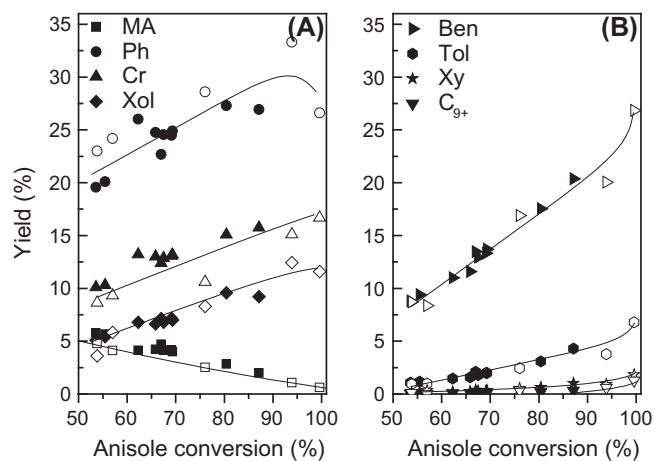 (A)
MA
Ph
Cr
Xol
35
30
25
20
15
10
5
0
50 60 70 80 90 100
Anisole conversion (%)
Yield (%)
(B)
Ben
Tol
Xy
C9+
35
30
25
20
15
10
5
0
50 60 70 80 90 100
Anisole conversion (%)